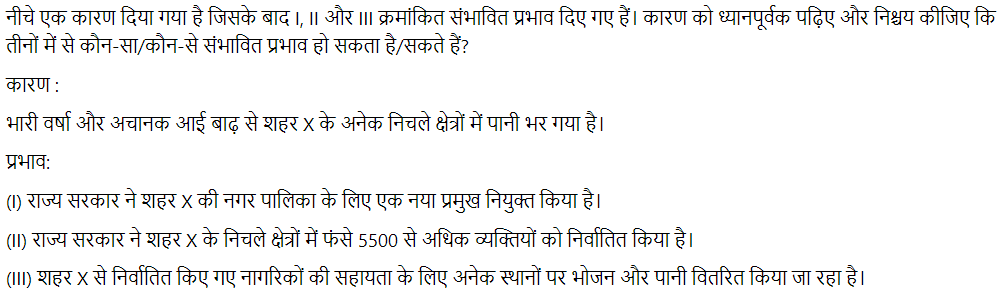 नीचे एक कारण दिया गया है जिसके बाद I, II और III क्रमांकित संभावित प्रभाव दिए गए हैं। कारण को ध्यानपूर्वक पढ़िए और निश्चय कीजिए कि
तीनों में से कौन-सा/कौन-से संभावित प्रभाव हो सकता है/सकते हैं?
कारण :
भारी वर्षा और अचानक आई बाढ़ से शहर X के अनेक निचले क्षेत्रों में पानी भर गया है।
प्रभाव:
(I) राज्य सरकार ने शहर X की नगर पालिका के लिए एक नया प्रमुख नियुक्त किया है।
(II) राज्य सरकार ने शहर X के निचले क्षेत्रों में फंसे 5500 से अधिक व्यक्तियों को निर्वातित किया है।
(III) शहर X से निर्वातित किए गए नागरिकों की सहायता के लिए अनेक स्थानों पर भोजन और पानी वितरित किया जा रहा है।